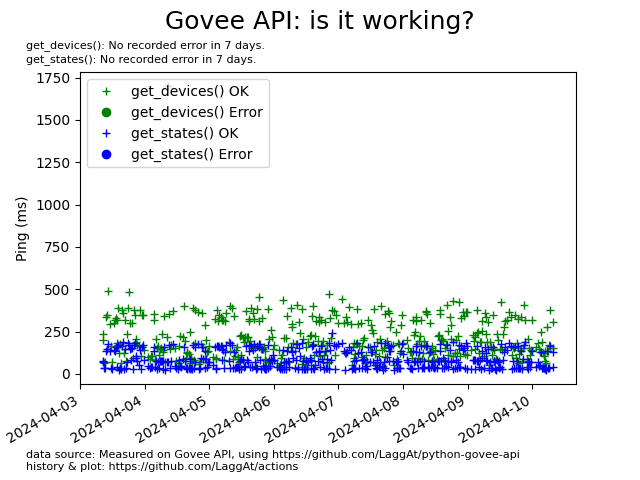 Govee API: is it working?
get_devices(): No recorded error in 7 days.
get_states(): No recorded error in 7 days.
get_devices() OK
get_devices() Error
get_states() OK
get_states() Error
Ping (ms)
1750
1500
1250
1000
750
500
250
0
2024-04-03
2024-04-04
2024-04-05
2024-04-06
2024-04-07
2024-04-08
2024-04-09
2024-04-10
data source: Measured on Govee API, using https://github.com/LaggAt/python-govee-api
history & plot: https://github.com/LaggAt/actions